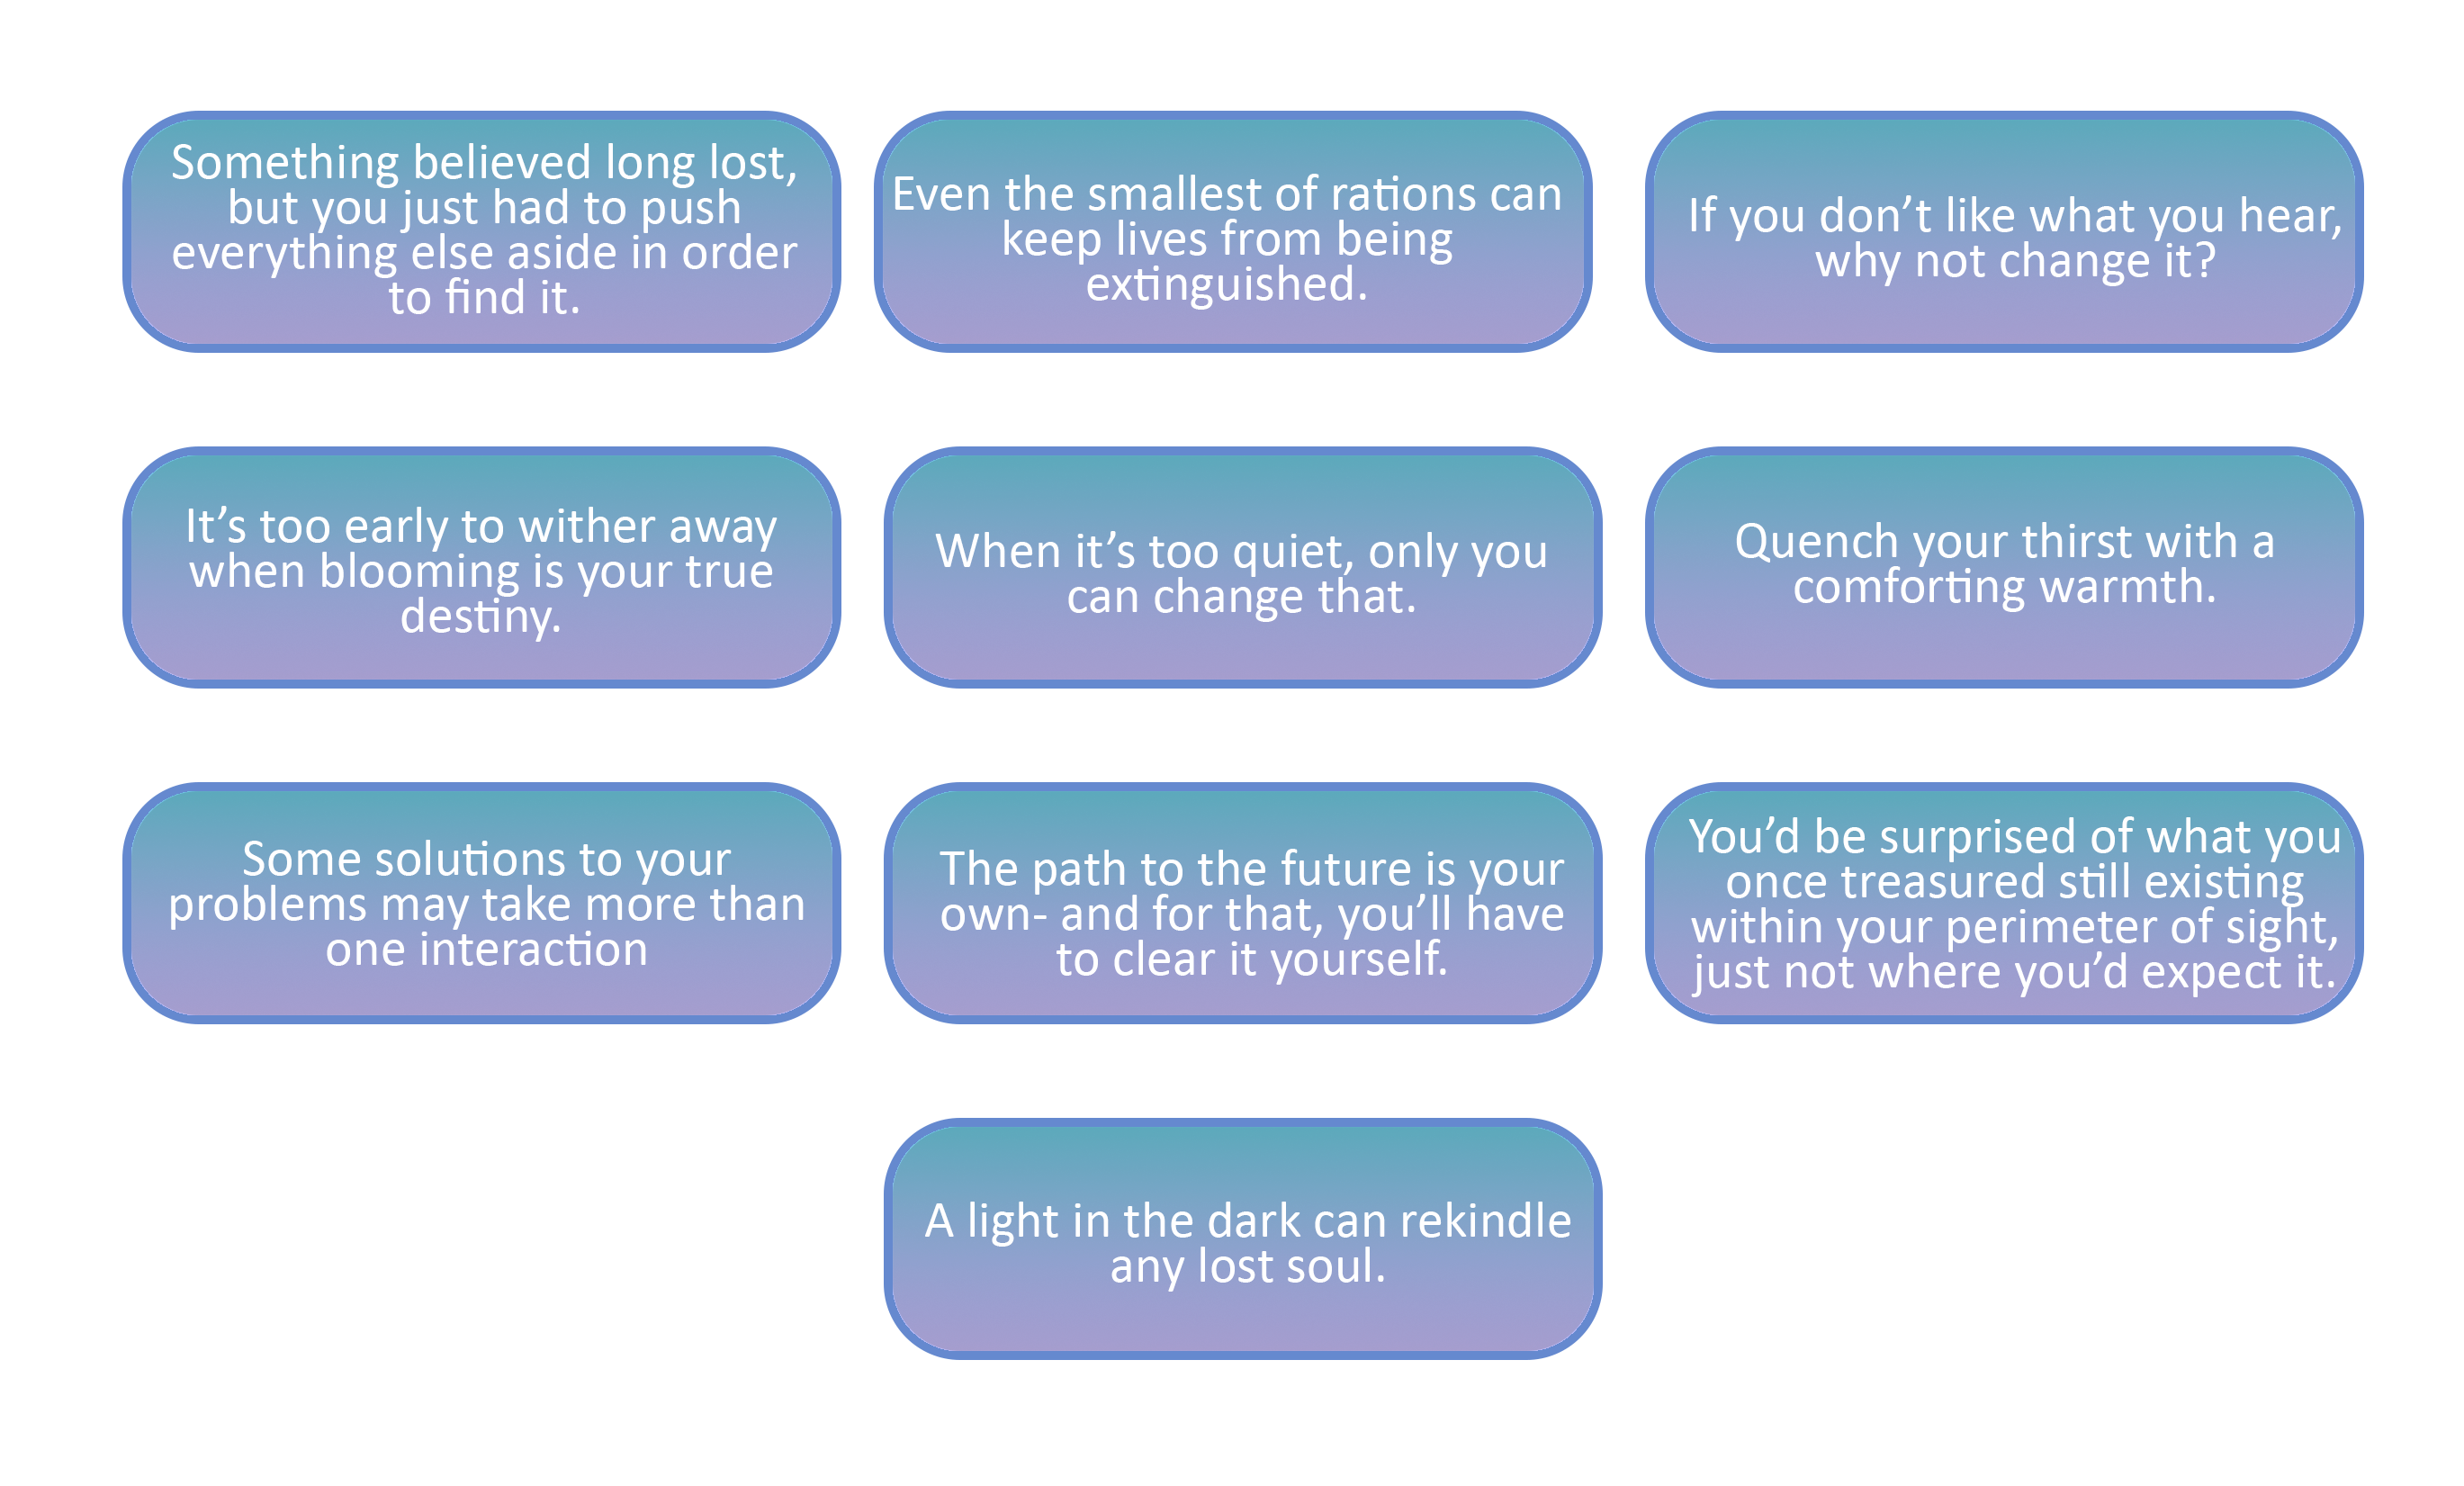 Something believed long lost,
but you just had to push
everything else aside in order
to find it.
Even the smallest of rations can
keep lives from being
extinguished.
If you don’t like what you hear,
why not change it?
It’s too early to wither away
when blooming is your true
destiny.
When it’s too quiet, only you
can change that.
Quench your thirst with a
comforting warmth.
Some solutions to your
problems may take more than
one interaction
The path to the future is your
own- and for that, you’ll have
to clear it yourself.
You’d be surprised of what you
once treasured still existing
within your perimeter of sight,
just not where you’d expect it.
A light in the dark can rekindle
any lost soul.